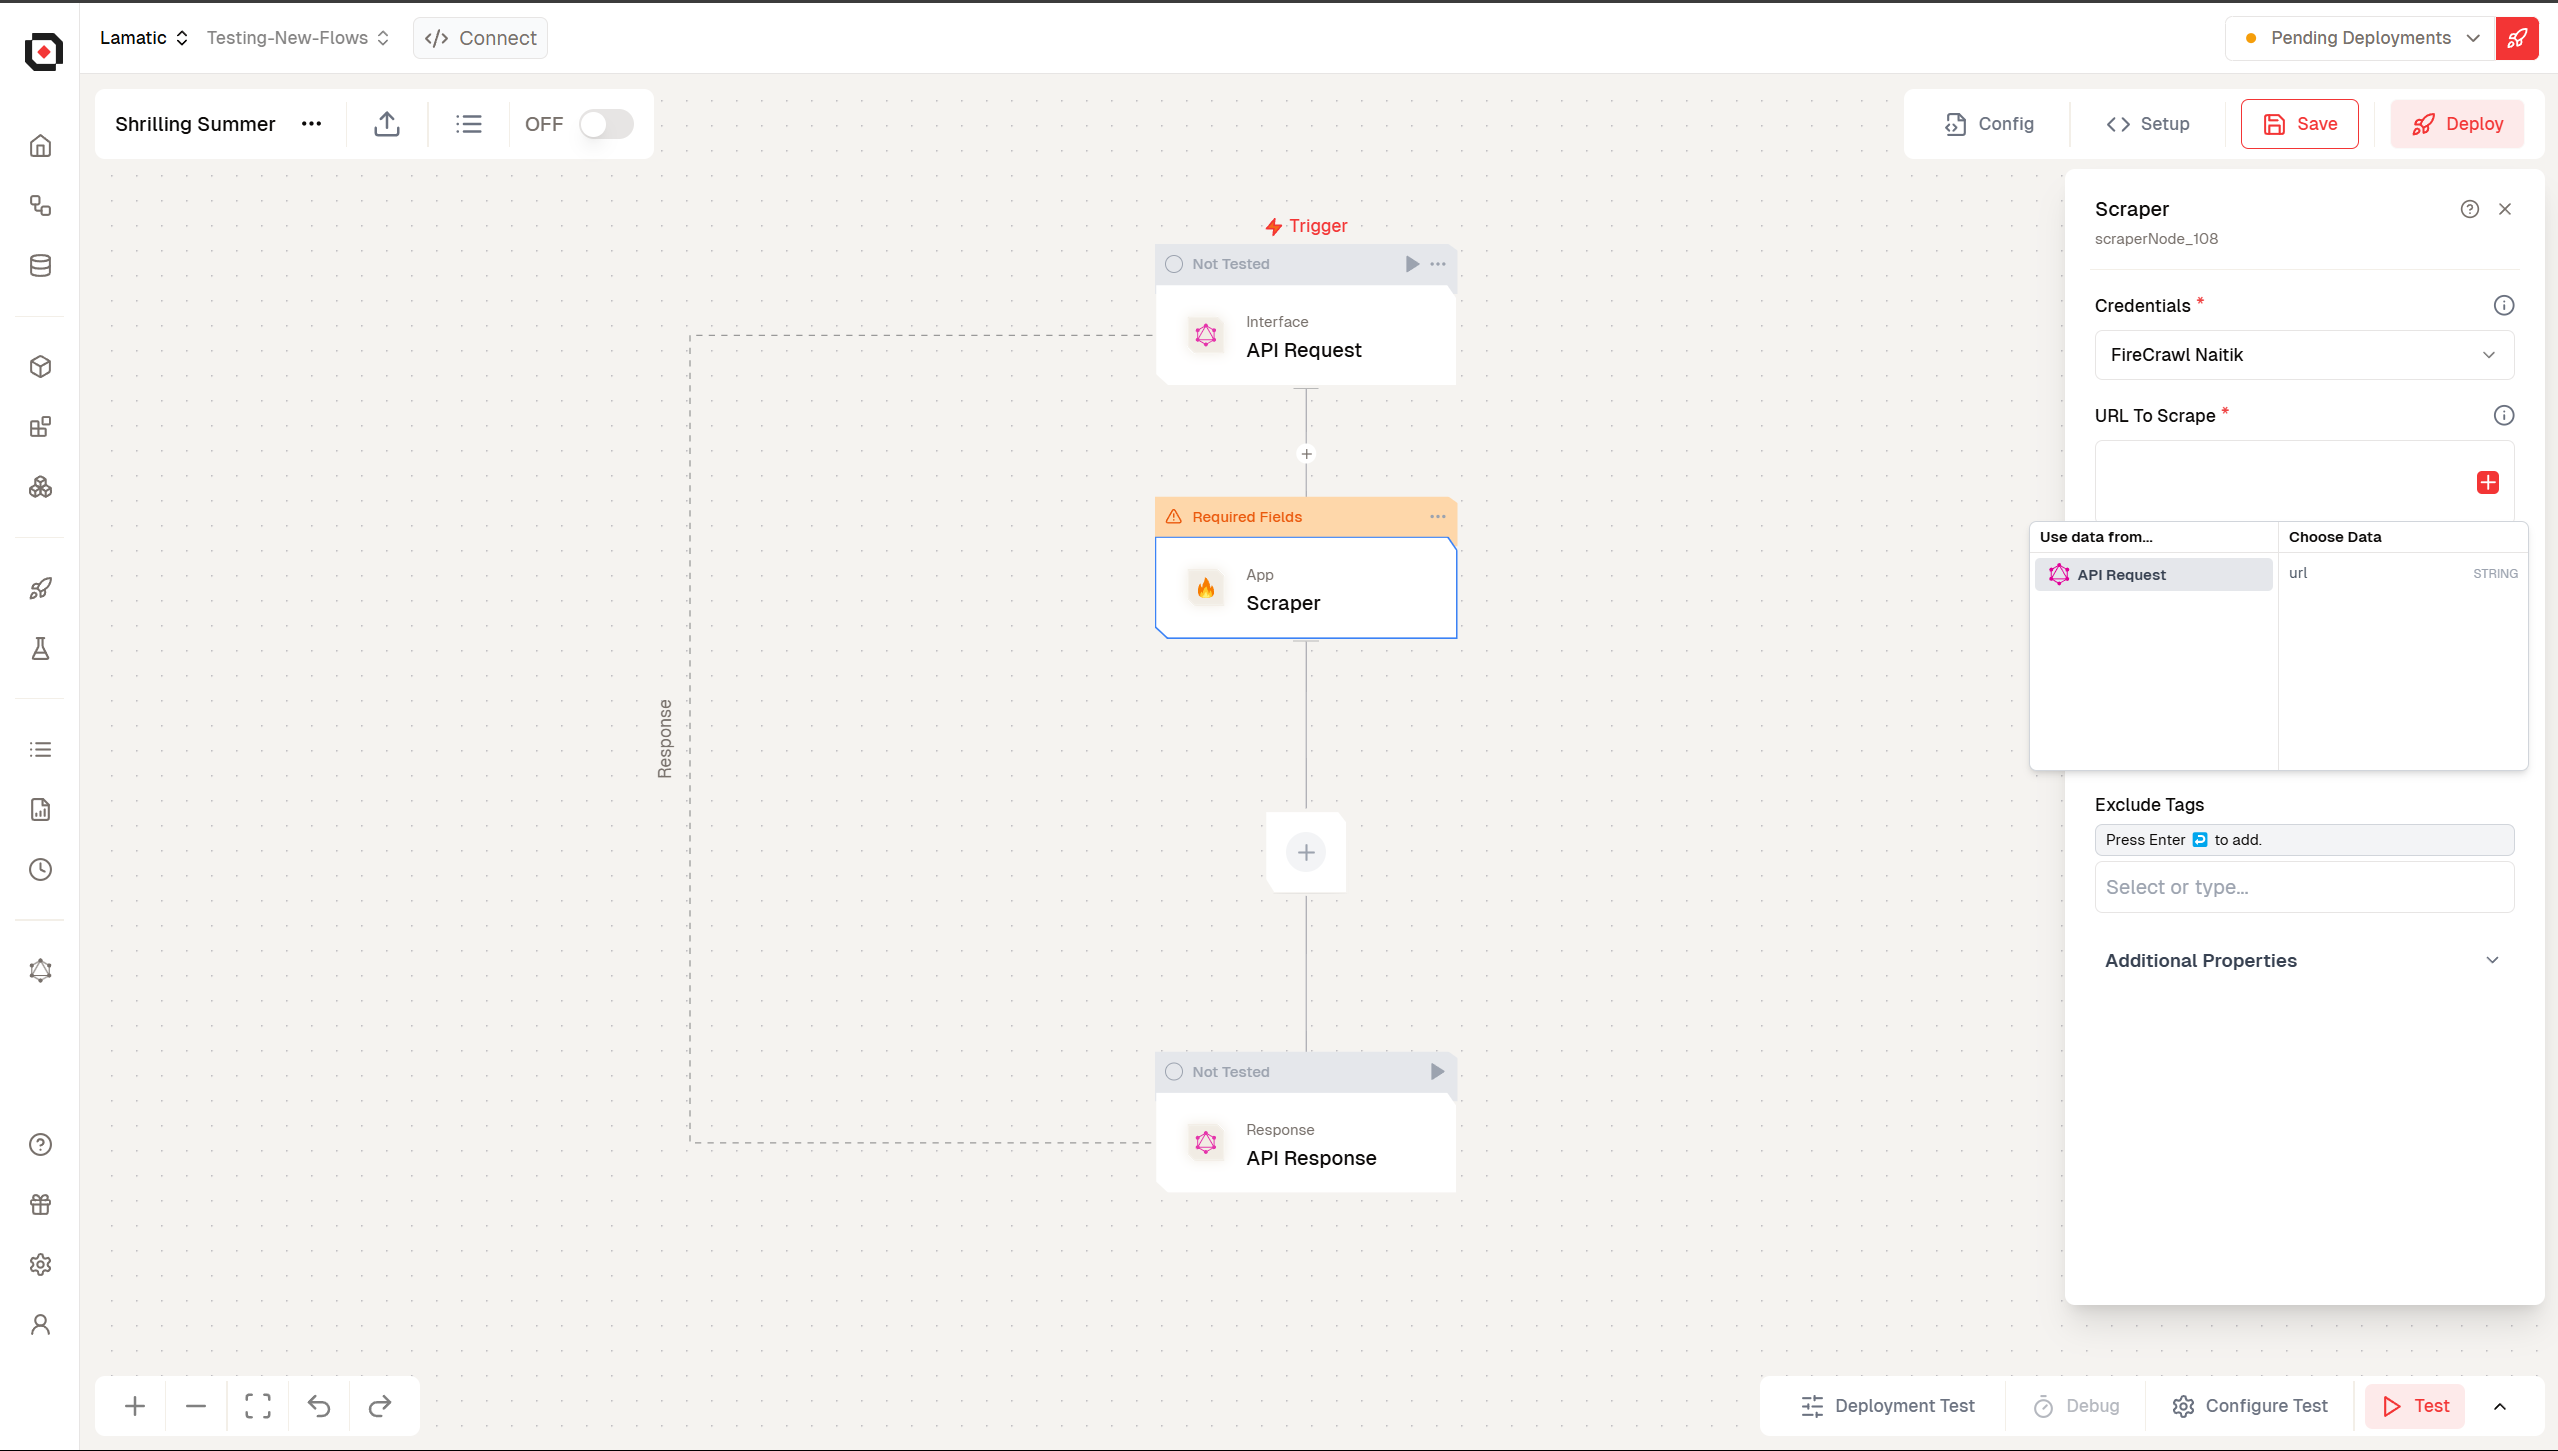 Lamatic
Testing-New-Flows
Connect
Pending Deployments
Shrilling Summer
OFF
Config
Setup
Save
Deploy
Trigger
Not Tested
Interface
API Request
Required Fields
App
Scraper
Response
Not Tested
Response
API Response
Scraper
scraperNode_108
Credentials *
FireCrawl Naitik
URL To Scrape *
Use data from...
Choose Data
API Request
url
STRING
Exclude Tags
Press Enter ↩ to add.
Select or type...
Additional Properties
Deployment Test
Debug
Configure Test
Test